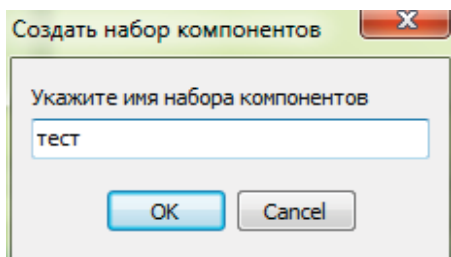 Создать набор компонентов
Укажите имя набора компонентов
тест
OK Cancel